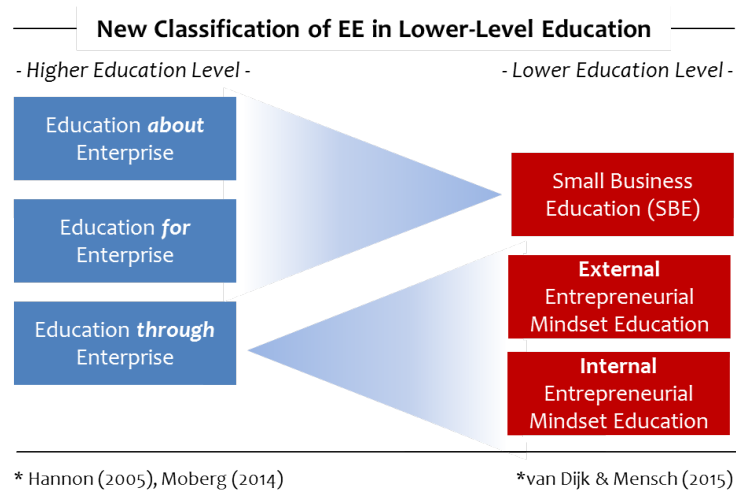 New Classification of EE in Lower-Level Education
- Higher Education Level -
- Lower Education Level -
Education about
Enterprise
Education for
Enterprise
Education through
Enterprise
Small Business
Education (SBE)
External
Entrepreneurial
Mindset Education
Internal
Entrepreneurial
Mindset Education
* Hannon (2005), Moberg (2014)
*van Dijk & Mensch (2015)